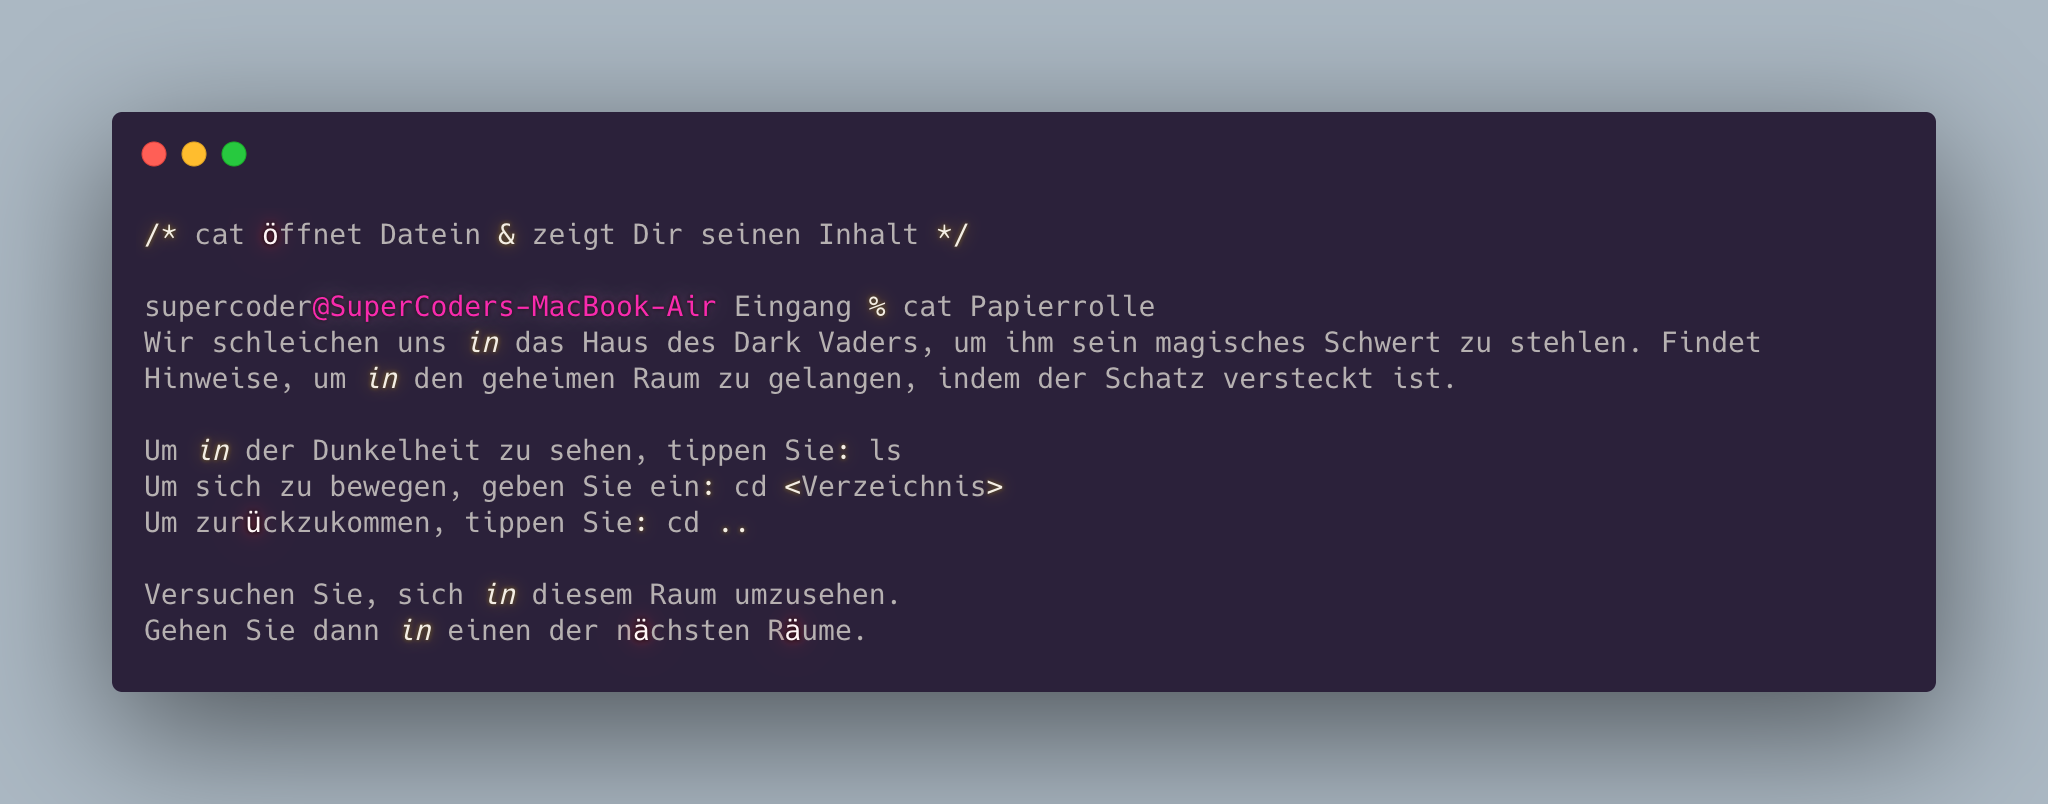 /* cat öffnet Datein & zeigt Dir seinen Inhalt */
supercoder@SuperCoders-MacBook-Air Eingang % cat Papierrolle
Wir schleichen uns in das Haus des Dark Vaders, um ihm sein magisches Schwert zu stehlen. Findet
Hinweise, um in den geheimen Raum zu gelangen, indem der Schatz versteckt ist.
Um in der Dunkelheit zu sehen, tippen Sie: ls
Um sich zu bewegen, geben Sie ein: cd <Verzeichnis>
Um zurückzukommen, tippen Sie: cd ..
Versuchen Sie, sich in diesem Raum umzusehen.
Gehen Sie dann in einen der nächsten Räume.